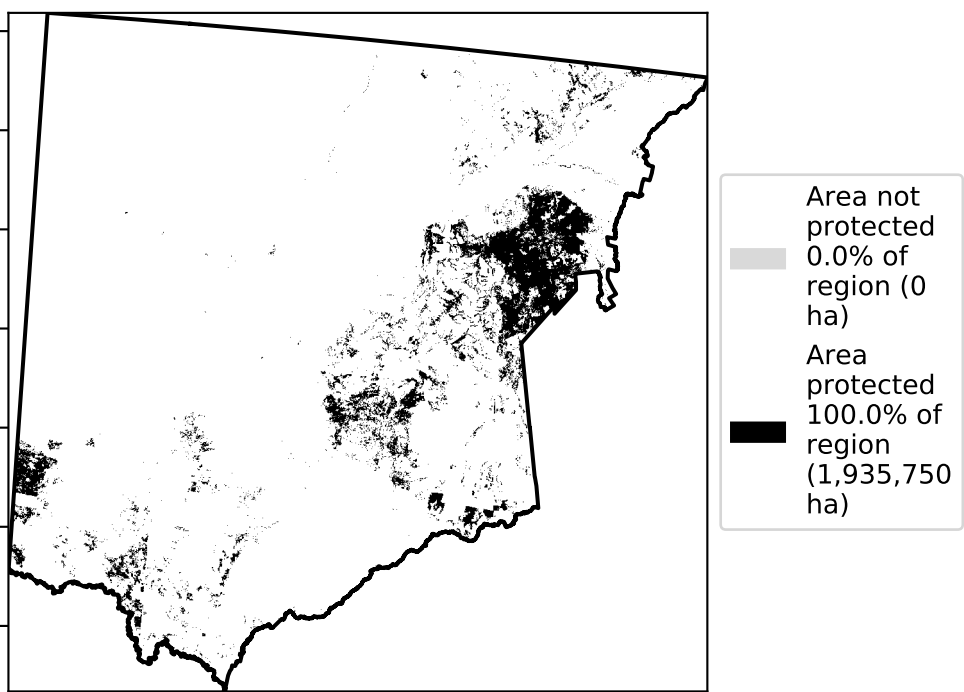 Area not
protected
0.0% of
region (0
ha)
Area
protected
100.0% of
region
(1,935,750
ha)